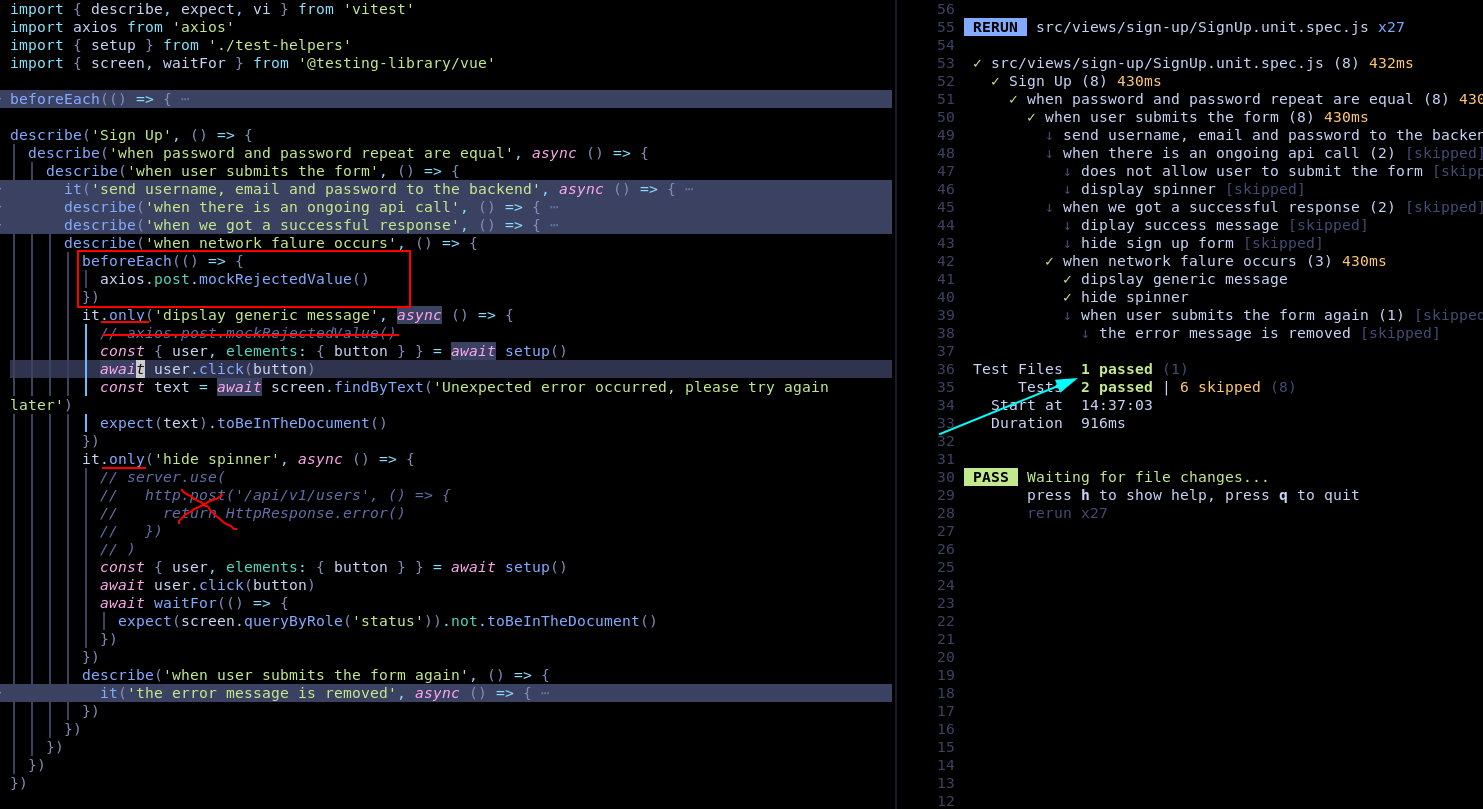 import { describe, expect, vi } from 'vitest'
import axios from 'axios'
import { setup } from './test-helpers'
import { screen, waitFor } from '@testing-library/vue'
beforeEach(() => { ⋯
describe('Sign Up', () => {
describe('when password and password repeat are equal', async () => {
describe('when user submits the form', () => {
it('send username, email and password to the backend', async () => { ⋯
describe('when there is an ongoing api call', () => { ⋯
describe('when we got a successful response', () => { ⋯
describe('when network falure occurs', () => {
beforeEach(() => {
axios.post.mockRejectedValue()
})
it.only('dipslay generic message', async () => {
// axios.post.mockRejectedValue()
const { user, elements: { button } } = await setup()
await user.click(button)
const text = await screen.findByText('Unexpected error occurred, please try again
later')
expect(text).toBeInTheDocument()
})
it.only('hide spinner', async () => {
// server.use(
//   http.post('/api/v1/users', () => {
//     return HttpResponse.error()
//   })
// )
const { user, elements: { button } } = await setup()
await user.click(button)
await waitFor(() => {
expect(screen.queryByRole('status')).not.toBeInTheDocument()
})
})
describe('when user submits the form again', () => {
it('the error message is removed', async () => { ⋯
})
})
})
})
})
56
55 RERUN src/views/sign-up/SignUp.unit.spec.js x27
54
53 ✓ src/views/sign-up/SignUp.unit.spec.js (8) 432ms
52 ✓ Sign Up (8) 430ms
51 ✓ when password and password repeat are equal (8) 430
50 ✓ when user submits the form (8) 430ms
49 ↓ send username, email and password to the backen
48 ↓ when there is an ongoing api call (2) [skipped]
47 ↓ does not allow user to submit the form [skipp
46 ↓ display spinner [skipped]
45 ↓ when we got a successful response (2) [skipped]
44 ↓ diplay success message [skipped]
43 ↓ hide sign up form [skipped]
42 ✓ when network falure occurs (3) 430ms
41 ✓ dipslay generic message
40 ✓ hide spinner
39 ↓ when user submits the form again (1) [skipped
38 ↓ the error message is removed [skipped]
37
36 Test Files 1 passed (1)
35 Tests 2 passed | 6 skipped (8)
34 Start at 14:37:03
33 Duration 916ms
32
31
30 PASS Waiting for file changes...
29 press h to show help, press q to quit
28 rerun x27
27
26
25
24
23
22
21
20
19
18
17
16
15
14
13
12